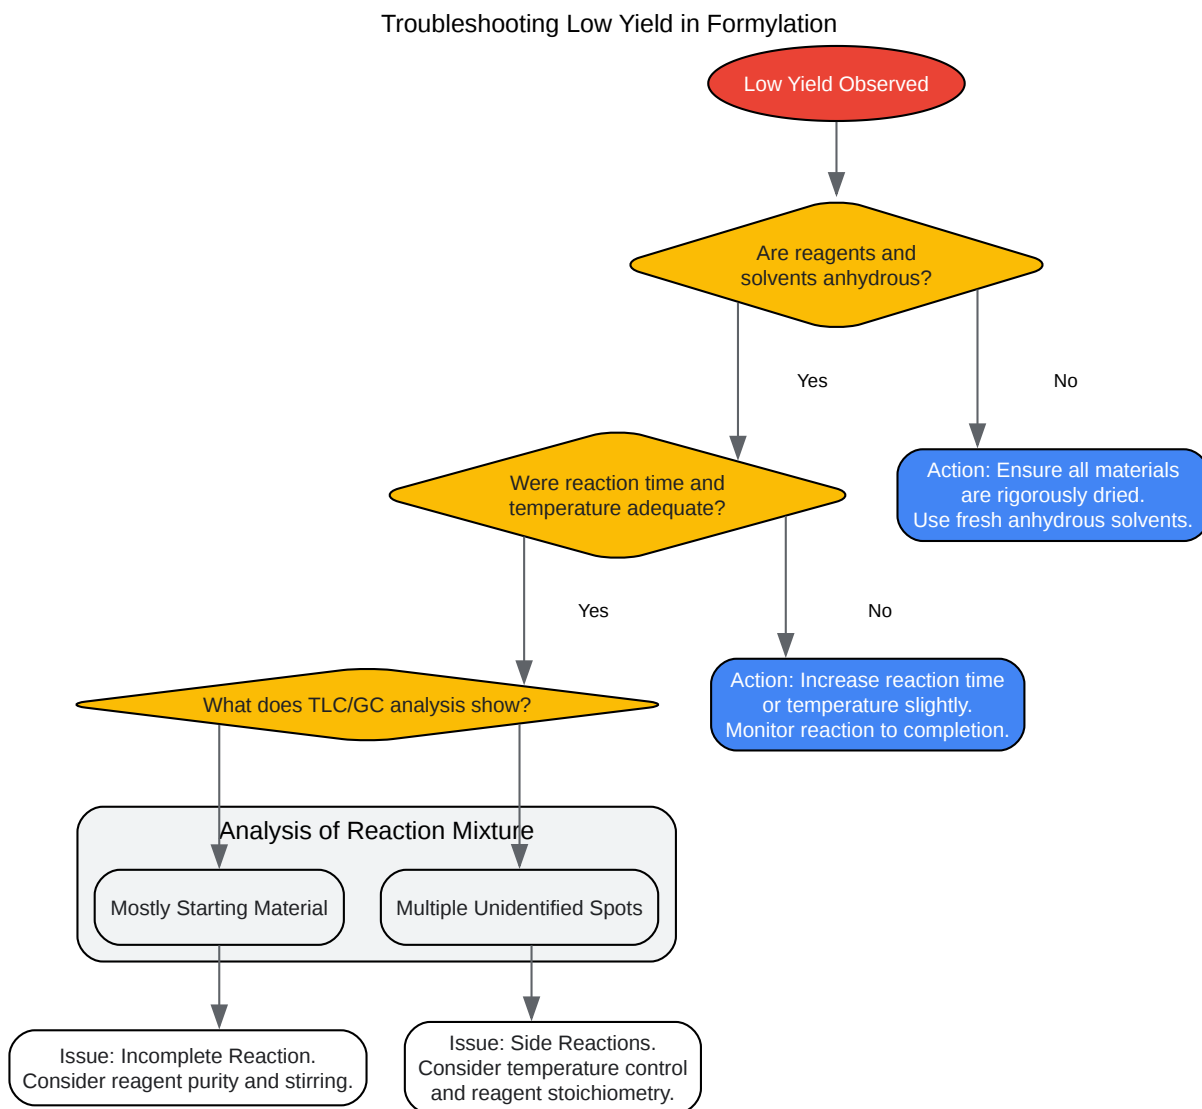 Troubleshooting Low Yield in Formylation
Low Yield Observed
Are reagents and
solvents anhydrous?
Yes
No
Action: Ensure all materials
are rigorously dried.
Use fresh anhydrous solvents.
Were reaction time and
temperature adequate?
Yes
No
Action: Increase reaction time
or temperature slightly.
Monitor reaction to completion.
What does TLC/GC analysis show?
Analysis of Reaction Mixture
Mostly Starting Material
Multiple Unidentified Spots
Issue: Incomplete Reaction.
Consider reagent purity and stirring.
Issue: Side Reactions.
Consider temperature control
and reagent stoichiometry.